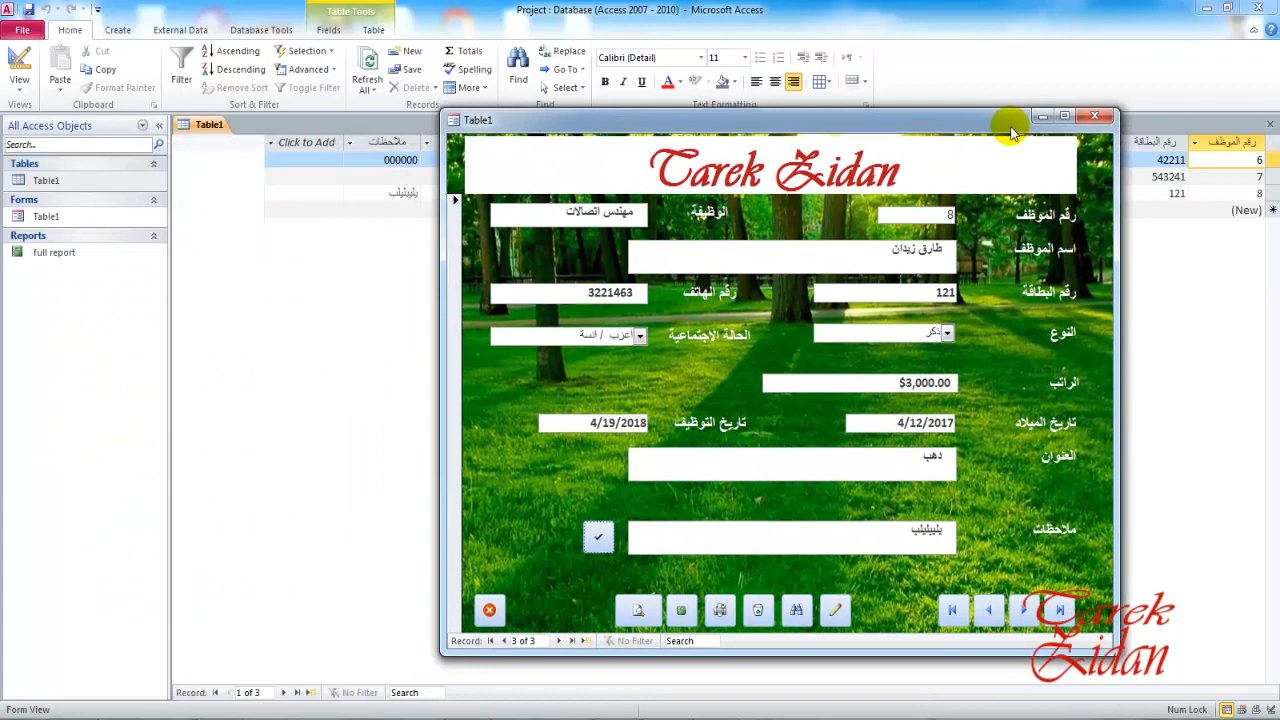 Table Tools
Project : Database (Access 2007 - 2010) - Microsoft Access
File
Home
Create
External Data
Database Tools
Fields
Table
View
Views
Paste
Cut
Copy
Format Painter
Clipboard
Filter
Ascending
Descending
Remove Sort
Selection
Advanced
Toggle Filter
Sort & Filter
Refresh All
New
Save
Delete
More
Totals
Spelling
Records
Find
Replace
Go To
Select
Find
Calibri (Detail)
11
B I U
A
Text Formatting
All Access Objects
Search...
Tables
Table1
Forms
Table1
Reports
full report
Table1
Click to Add
ملاحظات
رقم البطاقة
رقم الموظف
000000
42211
6
543241
7
يليبليلب
121
8
(New)
Table1
Tarek Zidan
رقم الموظف
8
الوظيفة
مهندس اتصالات
اسم الموظف
طارق زيدان
رقم البطاقة
121
رقم الهاتف
3221463
النوع
ذكر
الحالة الاجتماعية
اعزب / انسة
الراتب
$3,000.00
تاريخ الميلاد
4/12/2017
تاريخ التوظيف
4/19/2018
العنوان
دهب
ملاحظات
يليبليلب
Record: 3 of 3
No Filter
Search
Tarek
Zidan
Record: 1 of 3
No Filter
Search
Form View
Num Lock